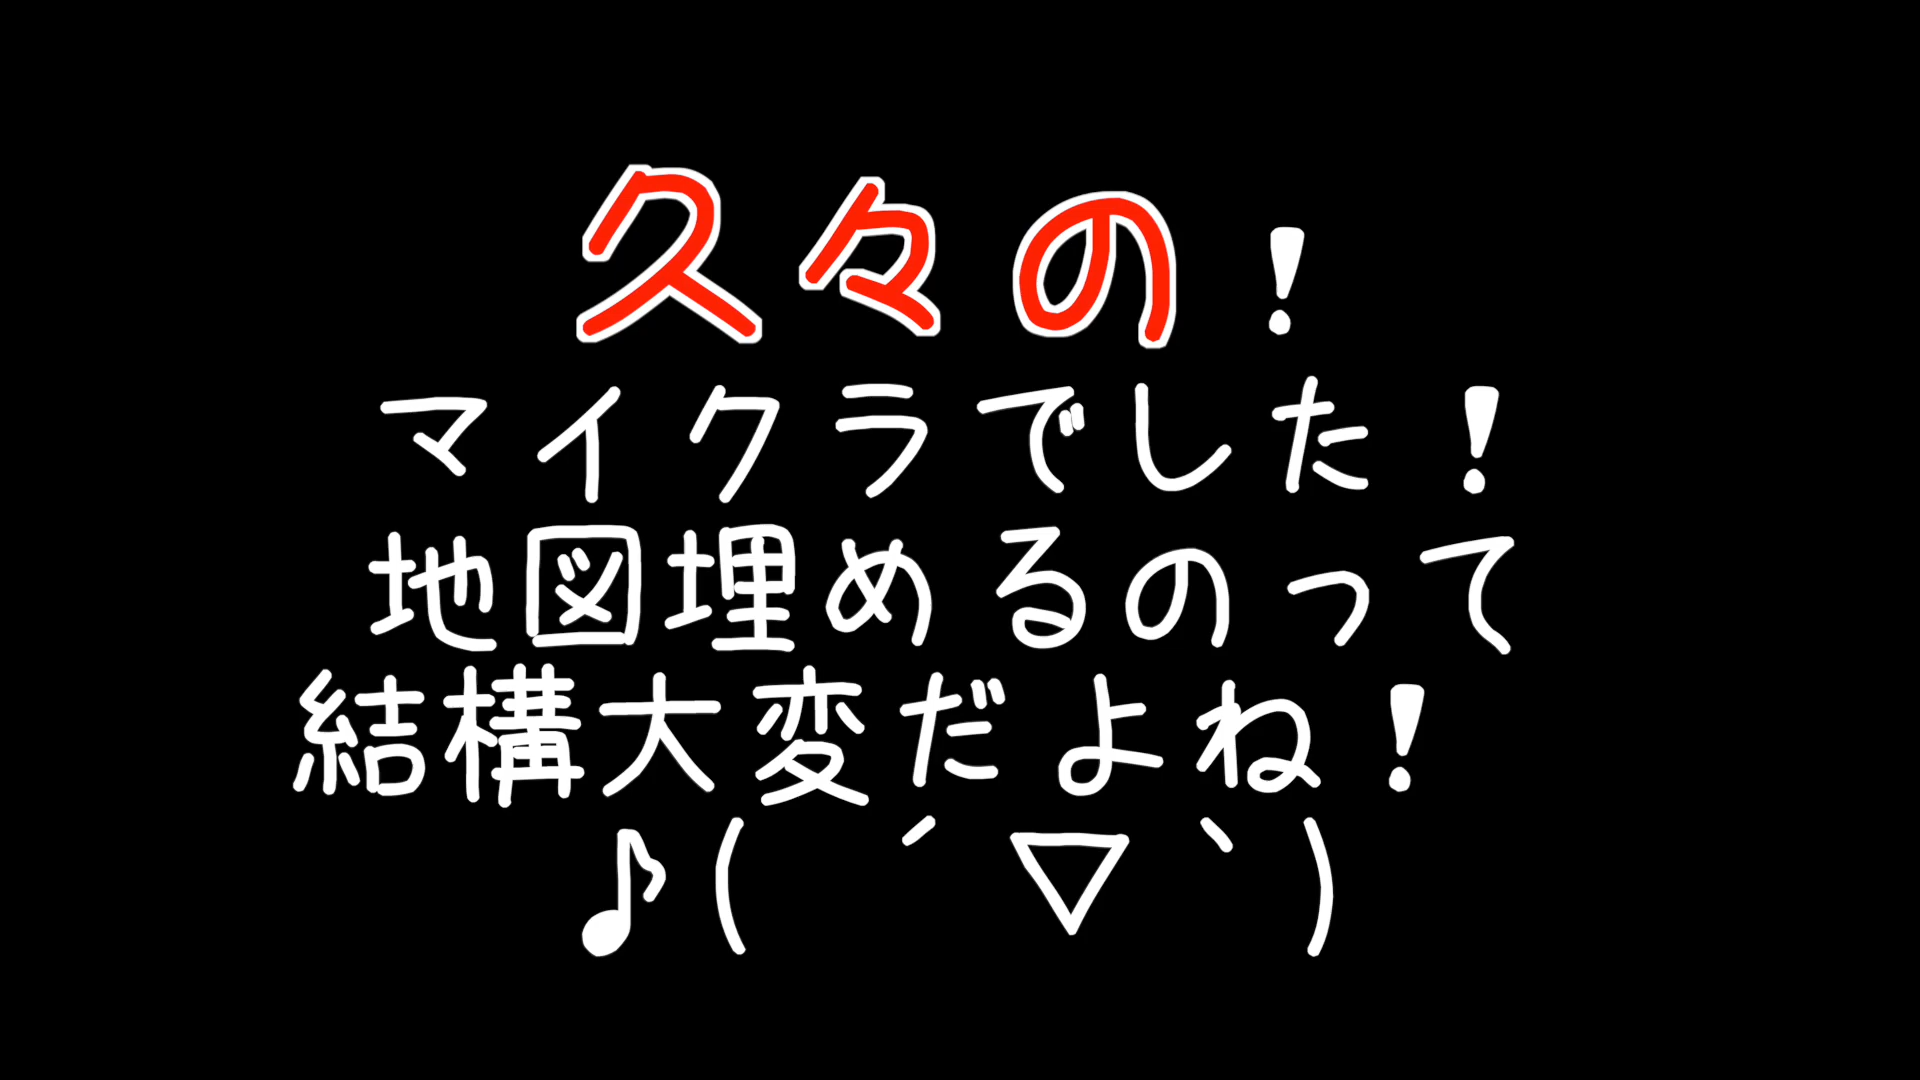 久々の！
マイクラでした！
地図埋めるのって
結構大変だよね！
♪( ´▽｀)